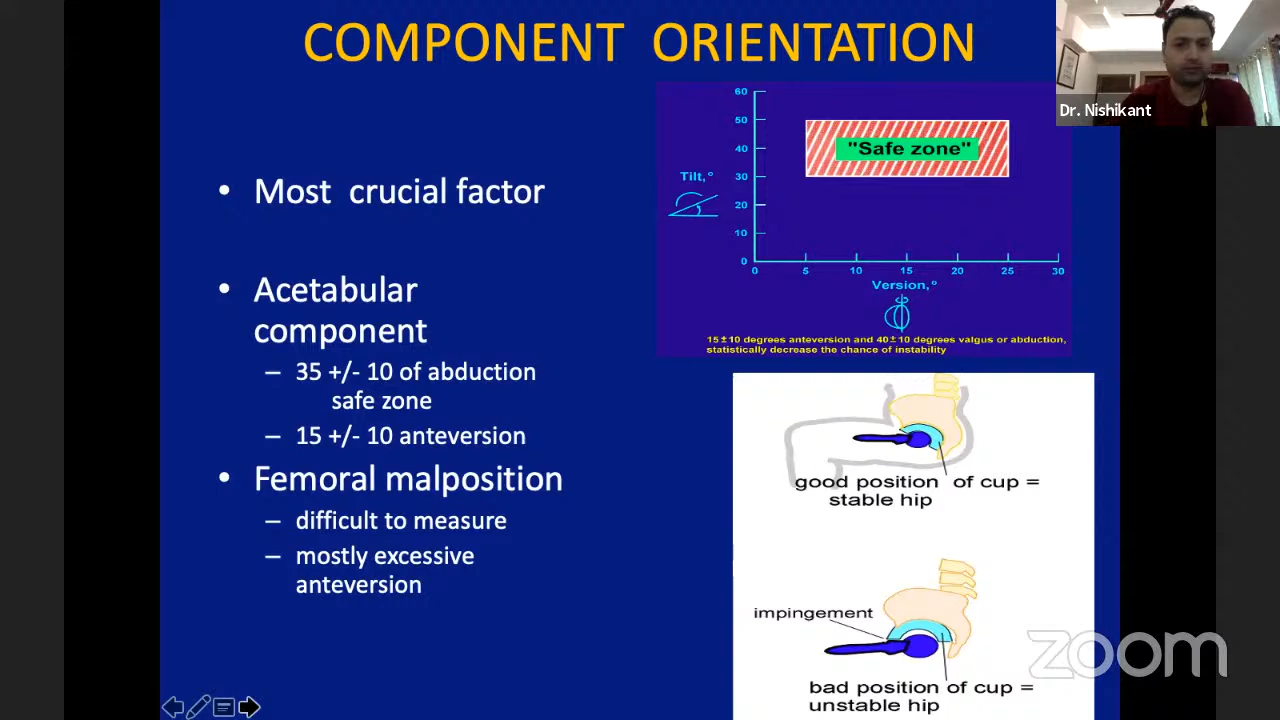 COMPONENT ORIENTATION
Dr. Nishikant
• Most crucial factor
• Acetabular
component
– 35 +/- 10 of abduction
safe zone
– 15 +/- 10 anteversion
• Femoral malposition
– difficult to measure
– mostly excessive
anteversion
60
50
40
30
20
10
0
Tilt,°
"Safe zone"
0 5 10 15 20 25 30
Version,°
15±10 degrees anteversion and 40±10 degrees valgus or abduction,
statistically decrease the chance of instability
good position of cup =
stable hip
impingement
bad position of cup =
unstable hip
zoom